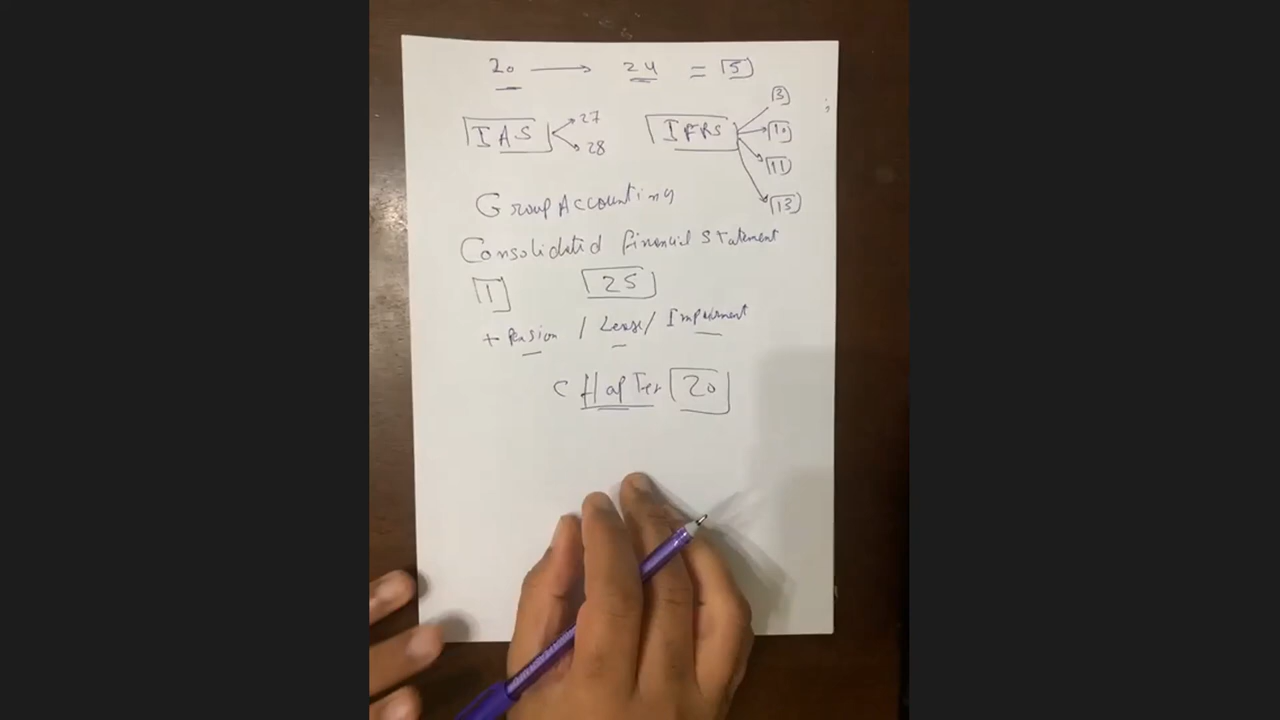 20 → 24 = 5
IAS 27 28 IFRS 3 10 11 13
Group Accounting
Consolidated financial Statement
1 25
+ Pension / Lease / Impairment
CHapTer 20